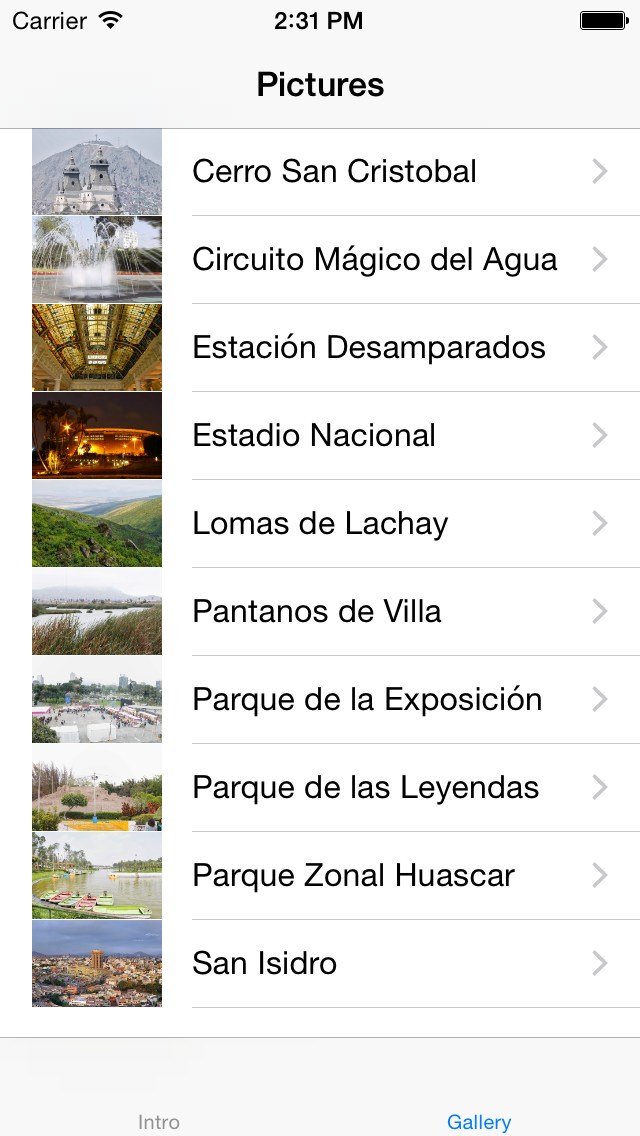 Carrier 2:31 PM
Pictures
Cerro San Cristobal
Circuito Mágico del Agua
Estación Desamparados
Estadio Nacional
Lomas de Lachay
Pantanos de Villa
Parque de la Exposición
Parque de las Leyendas
Parque Zonal Huascar
San Isidro
Intro Gallery